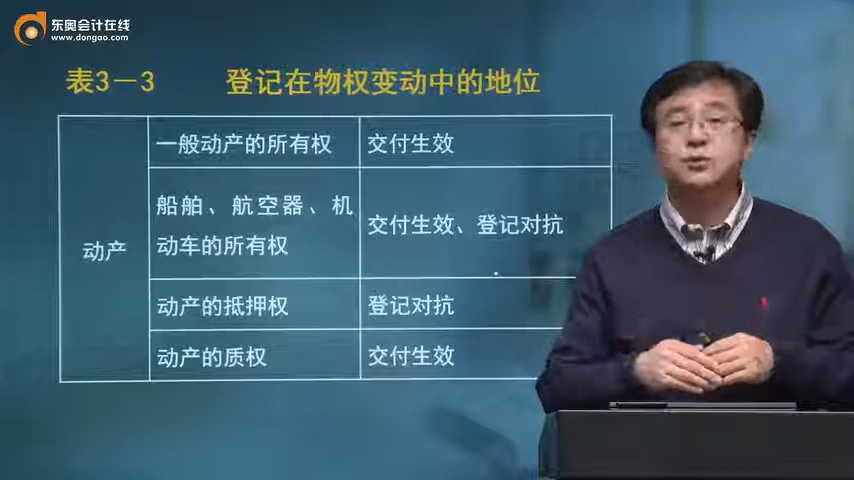 东奥会计在线
www.dongao.com
表3-3 登记在物权变动中的地位
动产
一般动产的所有权
交付生效
船舶、航空器、机
动车的所有权
交付生效、登记对抗
动产的抵押权
登记对抗
动产的质权
交付生效